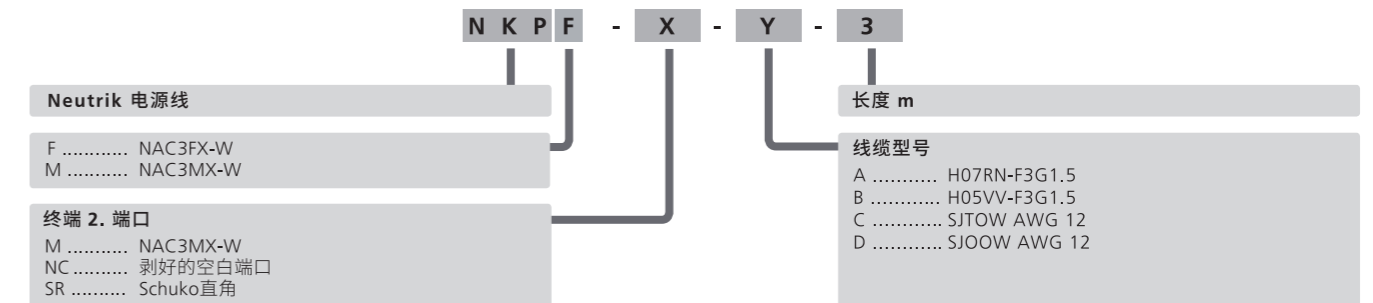 N K P F - X - Y - 3
Neutrik 电源线
F ............ NAC3FX-W
M ........... NAC3MX-W
终端 2. 端口
M ........... NAC3MX-W
NC .......... 剥好的空白端口
SR .......... Schuko直角
长度 m
线缆型号
A ........... H07RN-F3G1.5
B ............ H05VV-F3G1.5
C ............ SJTOW AWG 12
D ............ SJOOW AWG 12